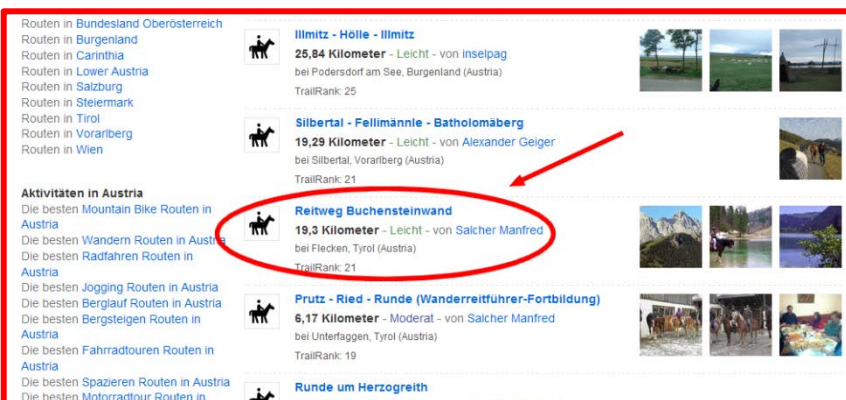 Routen in Bundesland Oberösterreich
Routen in Burgenland
Routen in Carinthia
Routen in Lower Austria
Routen in Salzburg
Routen in Steiermark
Routen in Tirol
Routen in Vorarlberg
Routen in Wien
Aktivitäten in Austria
Die besten Mountain Bike Routen in
Austria
Die besten Wandern Routen in Austria
Die besten Radfahren Routen in
Austria
Die besten Jogging Routen in Austria
Die besten Berglauf Routen in Austria
Die besten Bergsteigen Routen in
Austria
Die besten Fahrradtouren Routen in
Austria
Die besten Spazieren Routen in Austria
Die besten Motorradtour Routen in
Illmitz - Hölle - Illmitz
25,84 Kilometer - Leicht - von inselpag
bei Podersdorf am See, Burgenland (Austria)
TrailRank: 25
Silbertal - Fellimännle - Batholomäberg
19,29 Kilometer - Leicht - von Alexander Geiger
bei Silbertal, Vorarlberg (Austria)
TrailRank: 21
Reitweg Buchensteinwand
19,3 Kilometer - Leicht - von Salcher Manfred
bei Flecken, Tyrol (Austria)
TrailRank: 21
Prutz - Ried - Runde (Wanderreitführer-Fortbildung)
6,17 Kilometer - Moderat - von Salcher Manfred
bei Unterfaggen, Tyrol (Austria)
TrailRank: 19
Runde um Herzogreith